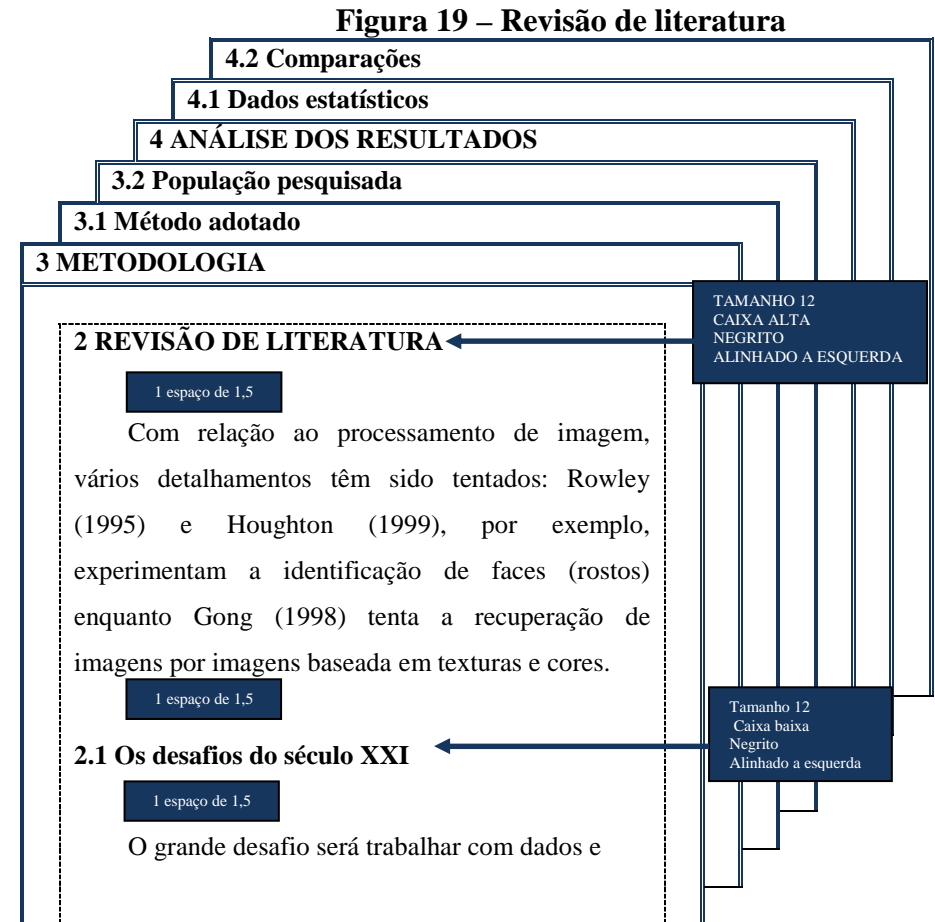 Figura 19 – Revisão de literatura
4.2 Comparações
4.1 Dados estatísticos
4 ANÁLISE DOS RESULTADOS
3.2 População pesquisada
3.1 Método adotado
3 METODOLOGIA
TAMANHO 12
CAIXA ALTA
NEGRITO
ALINHADO A ESQUERDA
2 REVISÃO DE LITERATURA
1 espaço de 1,5
Com relação ao processamento de imagem,
vários detalhamentos têm sido tentados: Rowley
(1995) e Houghton (1999), por exemplo,
experimentam a identificação de faces (rostos)
enquanto Gong (1998) tenta a recuperação de
imagens por imagens baseada em texturas e cores.
1 espaço de 1,5
Tamanho 12
Caixa baixa
Negrito
Alinhado a esquerda
2.1 Os desafios do século XXI
1 espaço de 1,5
O grande desafio será trabalhar com dados e